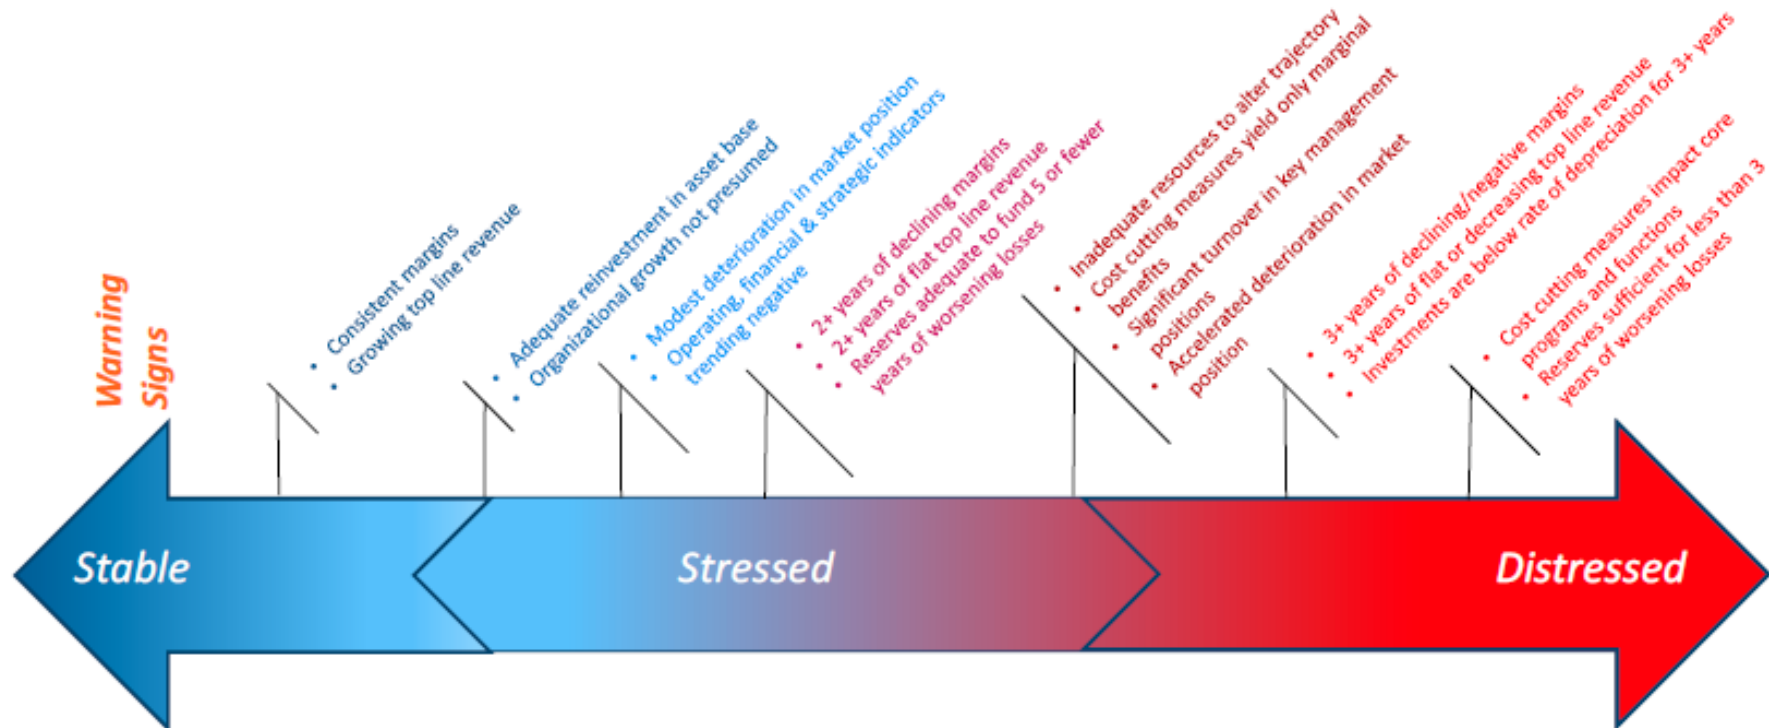 Warning
Signs
• Consistent margins
• Growing top line revenue
• Adequate reinvestment in asset base
• Organizational growth not presumed
• Modest deterioration in market position
• Operating, financial & strategic indicators
trending negative
• 2+ years of declining margins
• 2+ years of flat top line revenue
• Reserves adequate to fund 5 or fewer
years of worsening losses
• Inadequate resources to alter trajectory
• Cost cutting measures yield only marginal
benefits
• Significant turnover in key management
positions
• Accelerated deterioration in market
position
• 3+ years of declining/negative margins
• 3+ years of flat or decreasing top line revenue
• Investments are below rate of depreciation for 3+ years
• Cost cutting measures impact core
programs and functions
• Reserves sufficient for less than 3
years of worsening losses
Stable
Stressed
Distressed